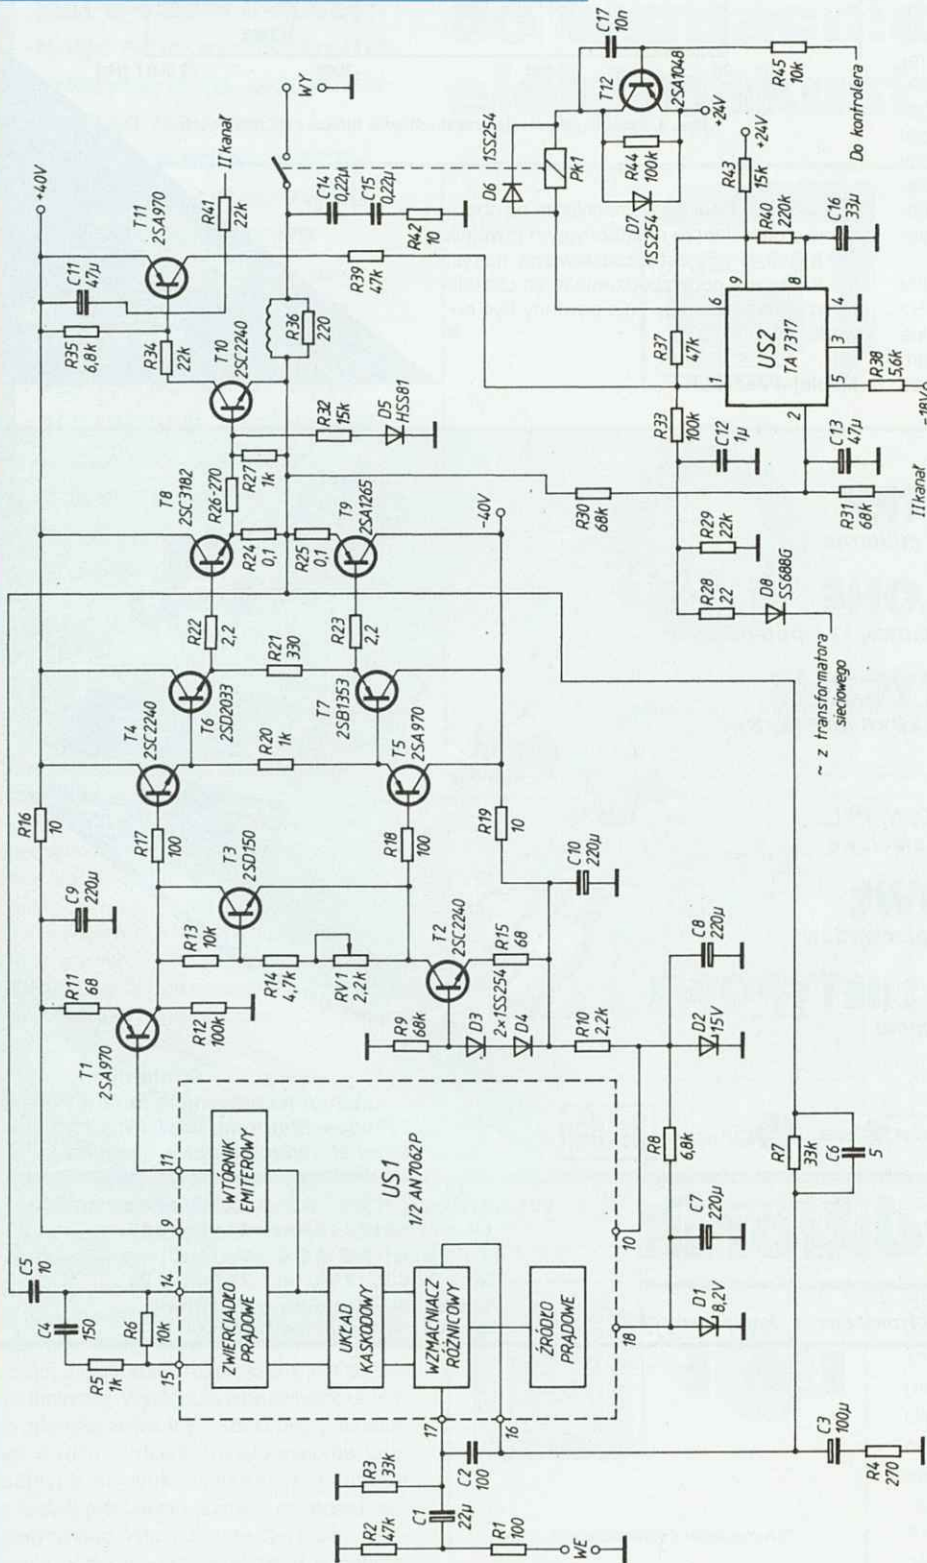 +40V
R35
6,8k
C11
47µ
T11
2SA970
R41
22k
II kanał
R34
22k
T10
2SC2240
WY
C14
0,22µ
C15
0,22µ
R42
10
R36
220
R39
47k
R32
15k
D5
HSS81
T8
2SC3182
R26-270
R27
1k
R24
0,1
R25
0,1
T9
2SA1265
-40V
R22
2,2
R21
330
R23
2,2
T6
2SD2033
T7
2SB1353
T4
2SC2240
R20
1k
T5
2SA970
R16
10
R17
100
R18
100
R19
10
T3
2SD150
C9
220µ
C10
220µ
R11
68
R13
10k
R14
4,7k
RV1
2,2k
T2
2SC2240
R15
68
T1
2SA970
R12
100k
R9
68k
D3
D4
2×1SS254
R10
2,2k
C8
220µ
D2
15V
R8
6,8k
C7
220µ
D1
8,2V
R7
33k
C6
5
C5
10
C4
150
R6
10k
R5
1k
15
14
9
11
17
16
18
10
WTÓRNIK
EMITEROWY
US 1
1/2 AN7062P
ZWIERCIADŁO
PRĄDOWE
UKŁAD
KASKODOWY
WZMACNIACZ
RÓŻNICOWY
ŹRÓDŁO
PRĄDOWE
R3
33k
C2
100
C1
22µ
R2
47k
R1
100
WE
C3
100µ
R4
270
C17
10n
T12
2SA1048
R45
10k
+24V
Do kontrolera
D6
1SS254
Pk1
R44
100k
D7
1SS254
R43
15k
+24V
R40
220k
C16
33µ
R37
47k
US2
TA 7317
1
6
9
8
4
3
5
2
R38
5,6k
-18V
R33
100k
C12
1µ
C13
47µ
R30
68k
R31
68k
II kanał
R29
22k
R28
22
D8
SS688G
~ z transformatora
sieciowego